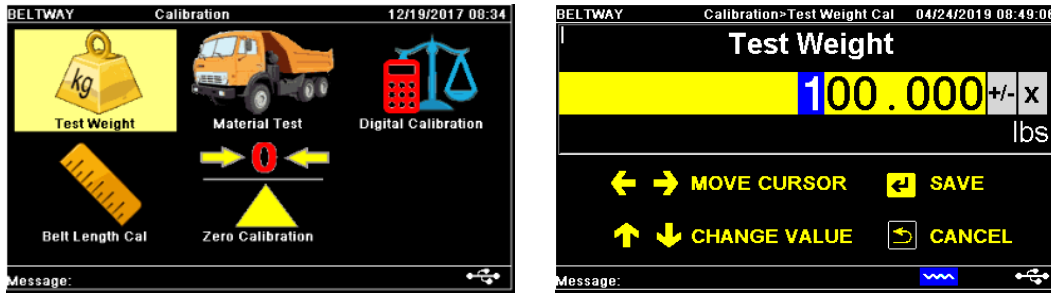 BELTWAY Calibration 12/19/2017 08:34
kg
Test Weight Material Test Digital Calibration
0
Belt Length Cal Zero Calibration
Message:
BELTWAY Calibration>Test Weight Cal 04/24/2019 08:49:06
Test Weight
100.000 +/- x
lbs
MOVE CURSOR SAVE
CHANGE VALUE CANCEL
Message: